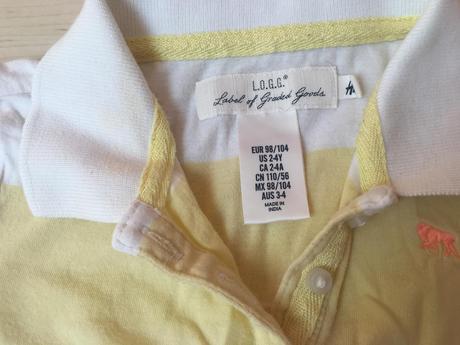 L.O.G.G.®
Label of Graded Goods
EUR 98/104
US 2-4Y
CA 2-4A
CN 110/56
MX 98/104
AUS 3-4
MADE IN
INDIA